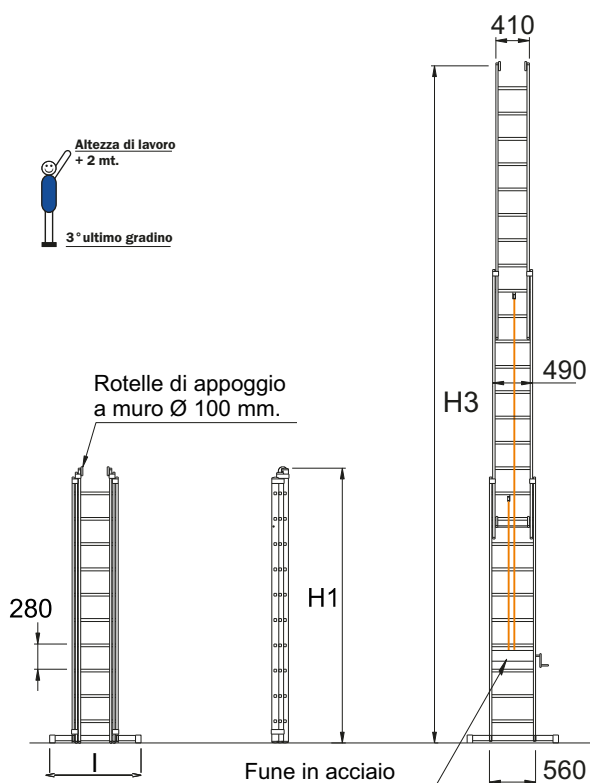 410
Altezza di lavoro
+ 2 mt.
3° ultimo gradino
490
Rotelle di appoggio
a muro Ø 100 mm.
H3
H1
280
l
Fune in acciaio
560